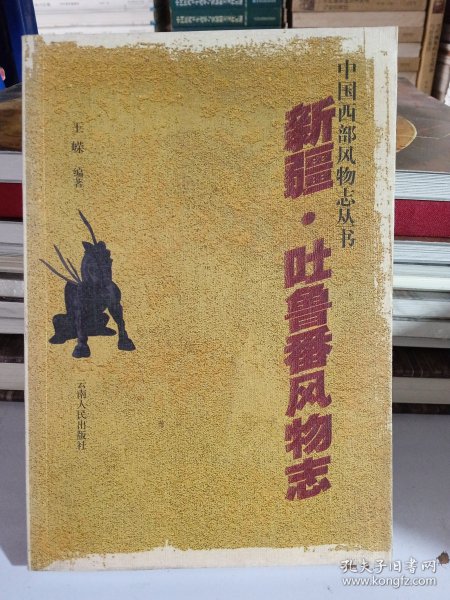 中国西部风物志丛书
新疆·吐鲁番风物志
王嵘 编著
云南人民出版社
孔夫子旧书网
www.kongfz.com